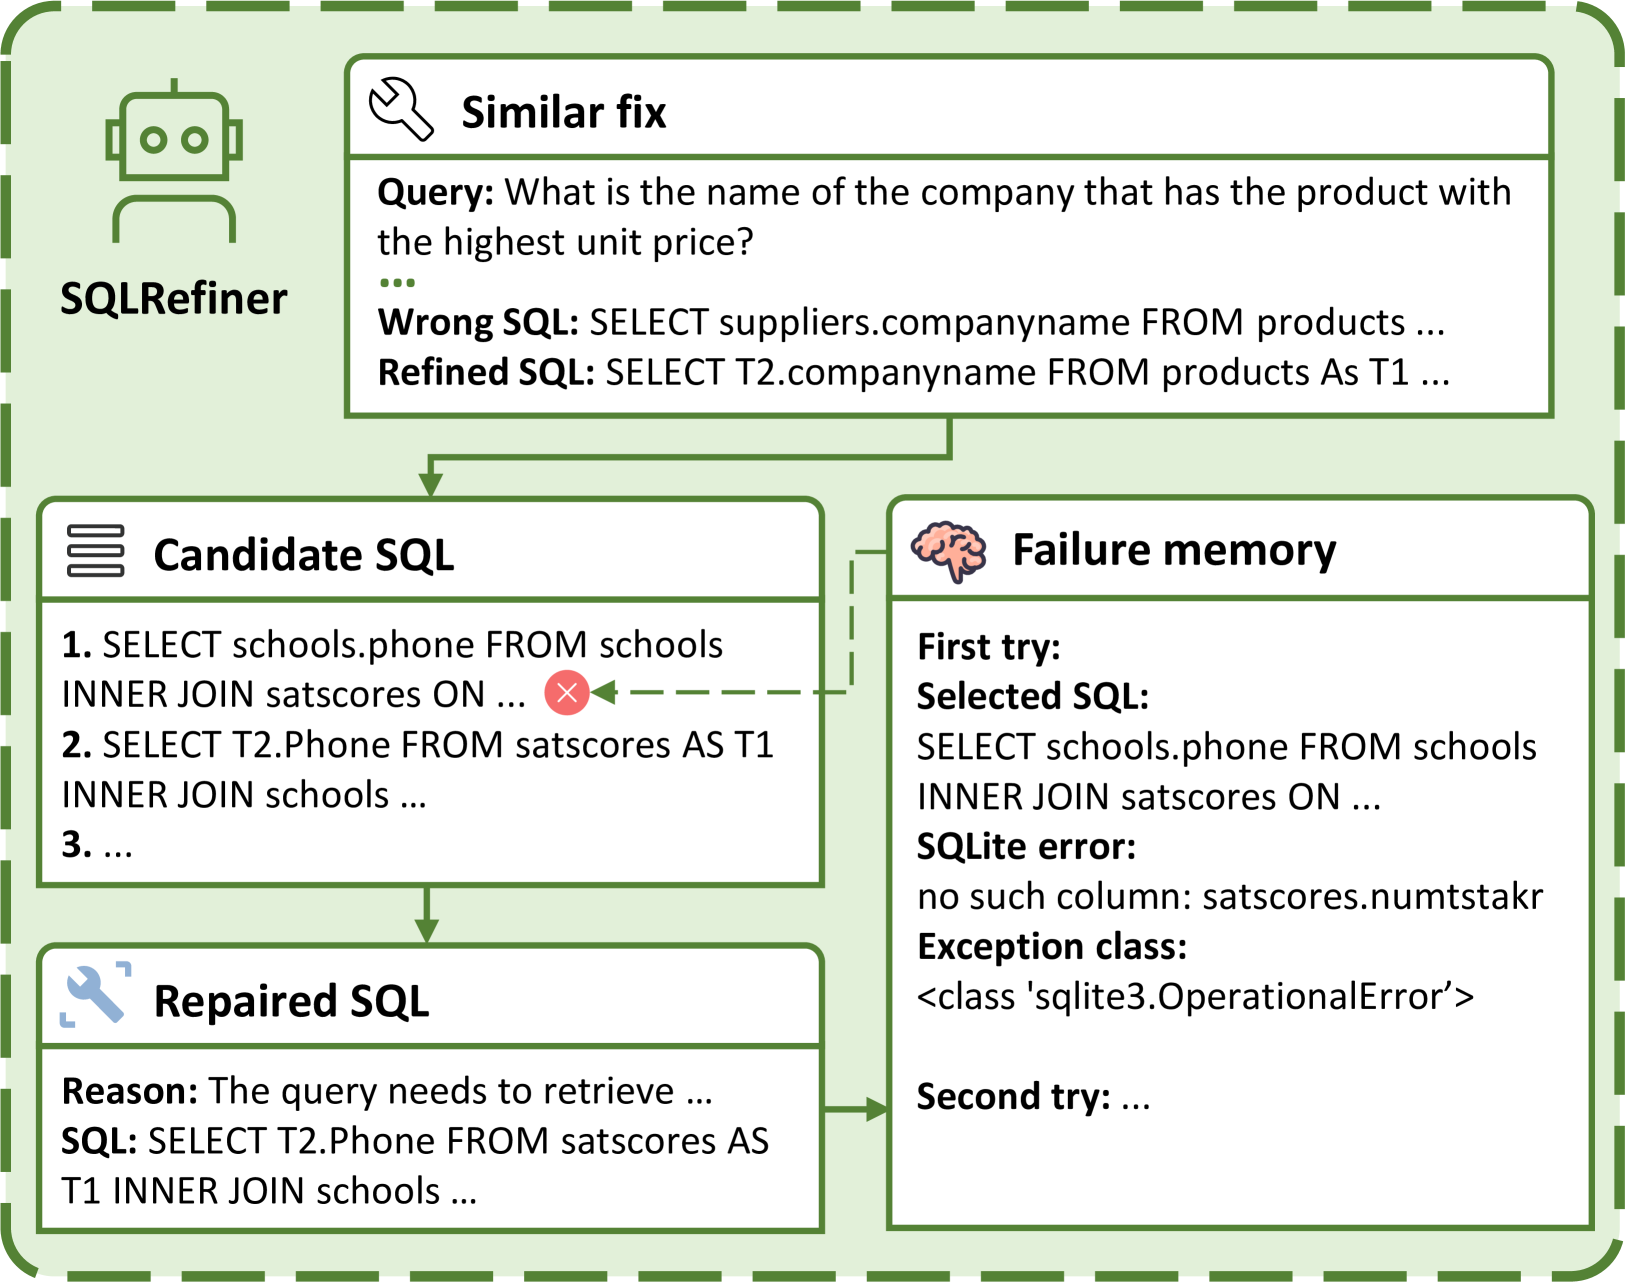 SQLRefiner
Similar fix
Query: What is the name of the company that has the product with
the highest unit price?
...
Wrong SQL: SELECT suppliers.companyname FROM products ...
Refined SQL: SELECT T2.companyname FROM products As T1 ...
Candidate SQL
1. SELECT schools.phone FROM schools
INNER JOIN satscores ON ...
2. SELECT T2.Phone FROM satscores AS T1
INNER JOIN schools ...
3. ...
Repaired SQL
Reason: The query needs to retrieve ...
SQL: SELECT T2.Phone FROM satscores AS
T1 INNER JOIN schools ...
Failure memory
First try:
Selected SQL:
SELECT schools.phone FROM schools
INNER JOIN satscores ON ...
SQLite error:
no such column: satscores.numtstakr
Exception class:
<class 'sqlite3.OperationalError’>
Second try: ...